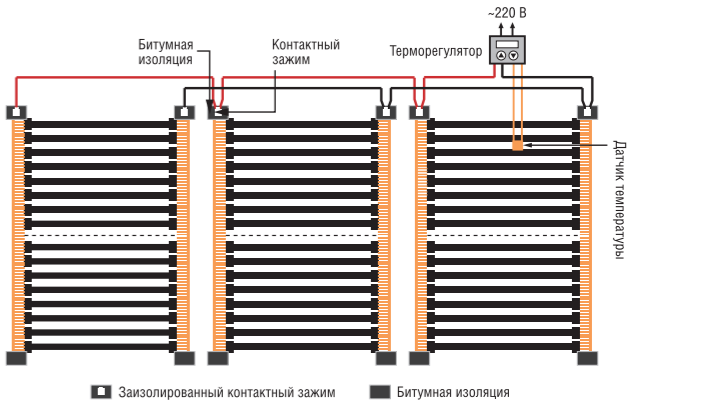 ~220 В
Битумная
изоляция
Контактный
зажим
Терморегулятор
Датчик температуры
Заизолированный контактный зажим
Битумная изоляция